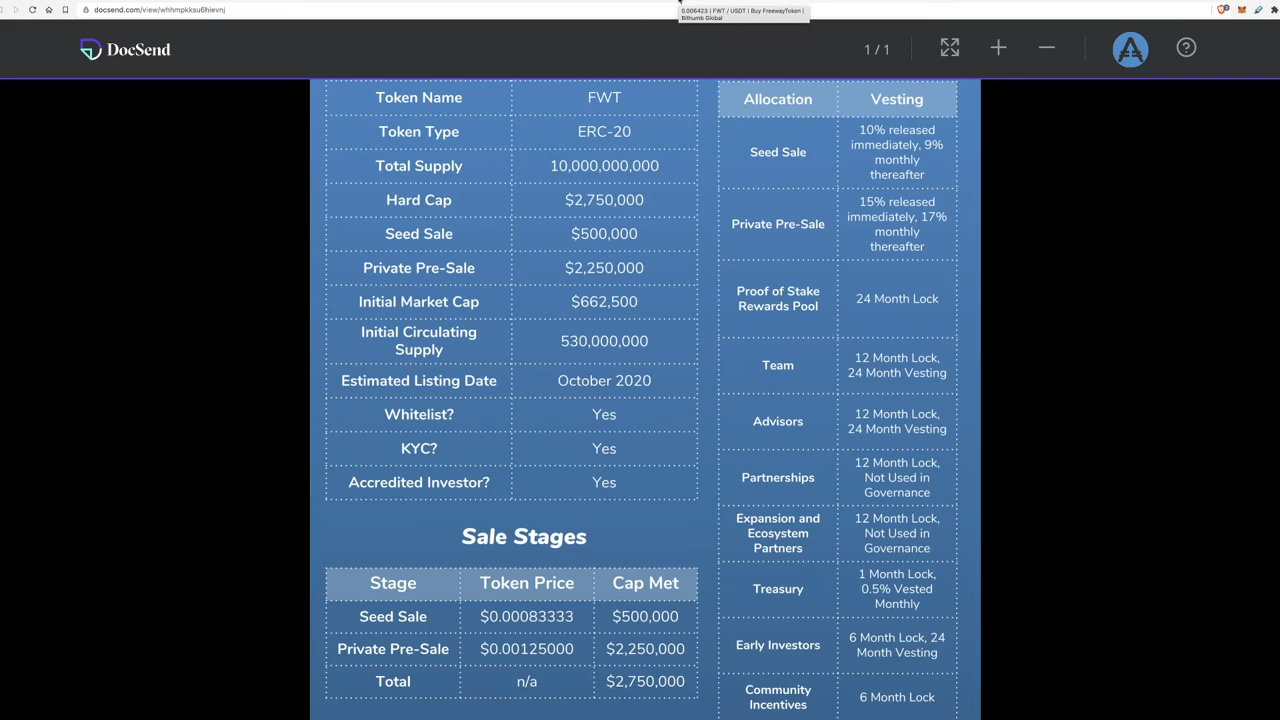 docsend.com/view/whhmpkksu6hievnj
0.006423 | FWT / USDT | Buy FreewayToken |
Bithumb Global
DocSend
1 / 1
Token Name FWT
Token Type ERC-20
Total Supply 10,000,000,000
Hard Cap $2,750,000
Seed Sale $500,000
Private Pre-Sale $2,250,000
Initial Market Cap $662,500
Initial Circulating
Supply
530,000,000
Estimated Listing Date October 2020
Whitelist? Yes
KYC? Yes
Accredited Investor? Yes
Sale Stages
Stage Token Price Cap Met
Seed Sale $0.00083333 $500,000
Private Pre-Sale $0.00125000 $2,250,000
Total n/a $2,750,000
Allocation Vesting
Seed Sale
10% released
immediately, 9%
monthly
thereafter
Private Pre-Sale
15% released
immediately, 17%
monthly
thereafter
Proof of Stake
Rewards Pool
24 Month Lock
Team
12 Month Lock,
24 Month Vesting
Advisors
12 Month Lock,
24 Month Vesting
Partnerships
12 Month Lock,
Not Used in
Governance
Expansion and
Ecosystem
Partners
12 Month Lock,
Not Used in
Governance
Treasury
1 Month Lock,
0.5% Vested
Monthly
Early Investors
6 Month Lock, 24
Month Vesting
Community
Incentives
6 Month Lock